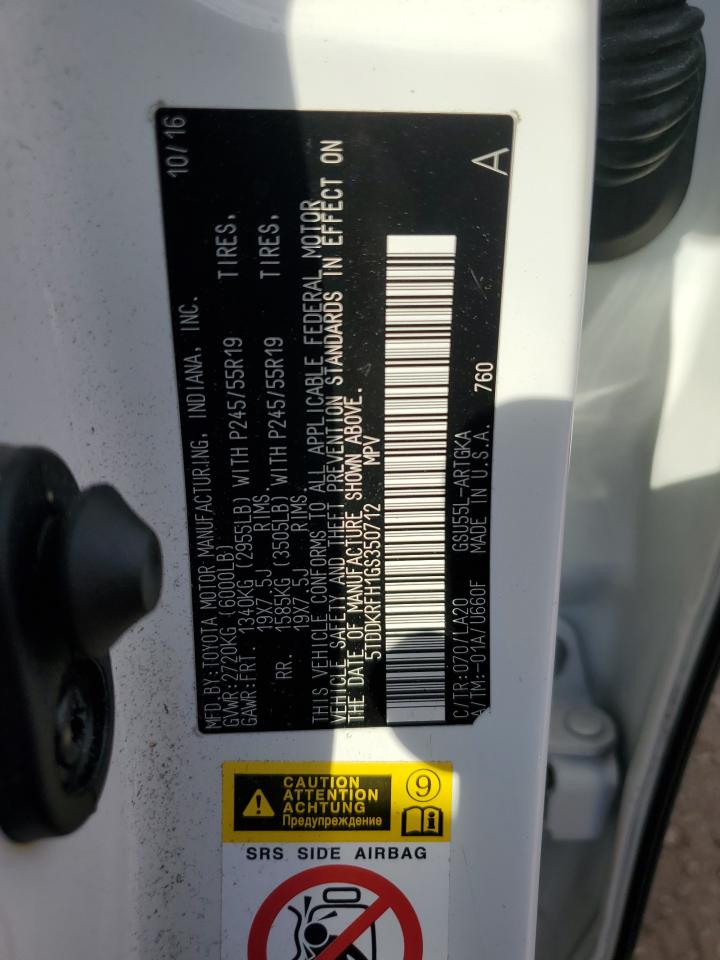 MFD.BY:TOYOTA MOTOR MANUFACTURING, INDIANA, INC. 10/16
GVWR:2720KG (6000LB)
GAWR:FRT. 1340KG (2955LB) WITH P245/55R19 TIRES,
19X7.5J RIMS.
RR. 1585KG (3505LB), WITH P245/55R19 TIRES,
19X7.5J RIMS
THIS VEHICLE CONFORMS TO ALL APPLICABLE FEDERAL MOTOR
VEHICLE SAFETY AND THEFT PREVENTION STANDARDS IN EFFECT ON
THE DATE OF MANUFACTURE SHOWN ABOVE.
5TDDKRFH1GS350712 MPV
C/TR:070/LA20 GSU55L-ARTGKA A
A/TM:-01A/U660F MADE IN U.S.A. 760
CAUTION
ATTENTION
ACHTUNG
Предупреждение
9
SRS SIDE AIRBAG